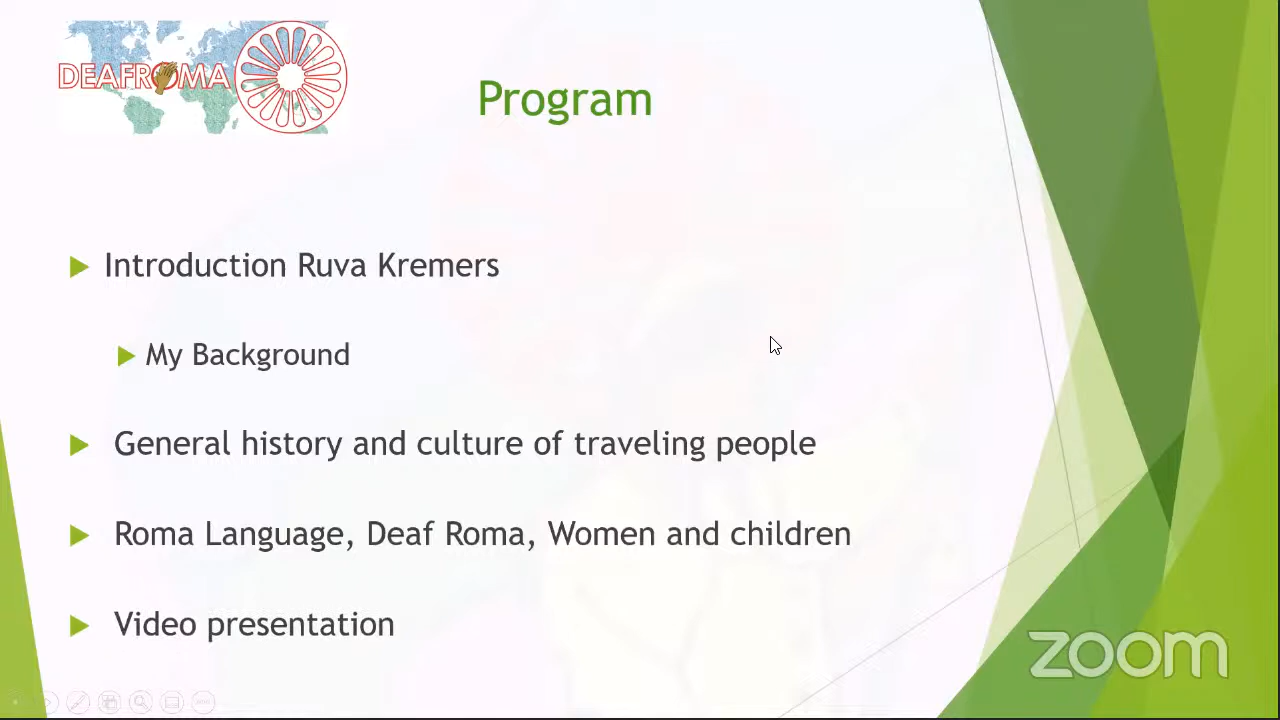 DEAFROMA
Program
Introduction Ruva Kremers
My Background
General history and culture of traveling people
Roma Language, Deaf Roma, Women and children
Video presentation
zoom